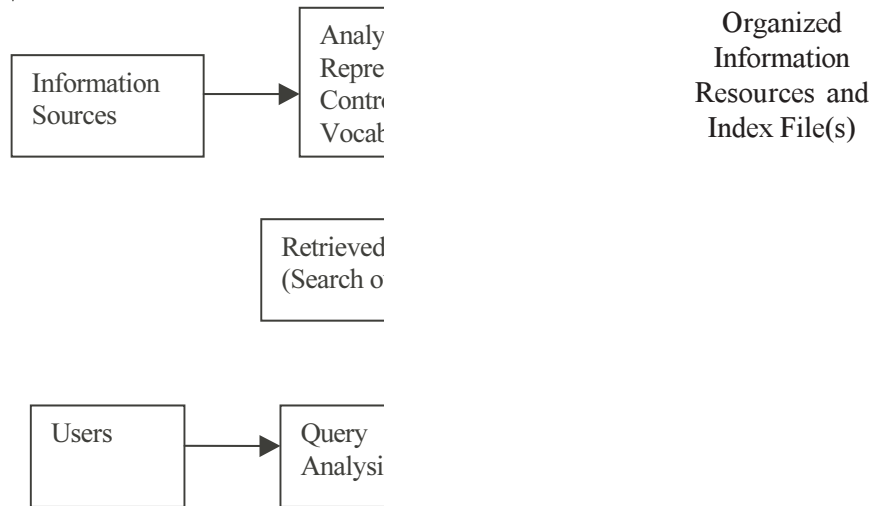 Information
Sources
Analy
Repre
Contr
Vocab
Organized
Information
Resources and
Index File(s)
Retrieved
(Search o
Users
Query
Analysi